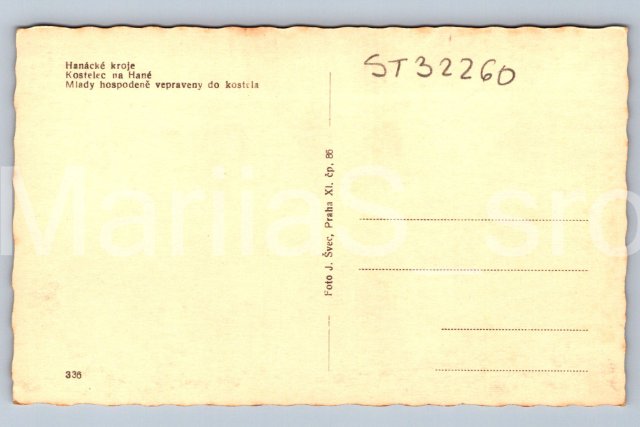 Hanácké kroje
Kostelec na Hané
Mlady hospodeně vepraveny do kostela
ST32260
Foto J. Švec, Praha XI. čp. 86
MariiaS sro
336